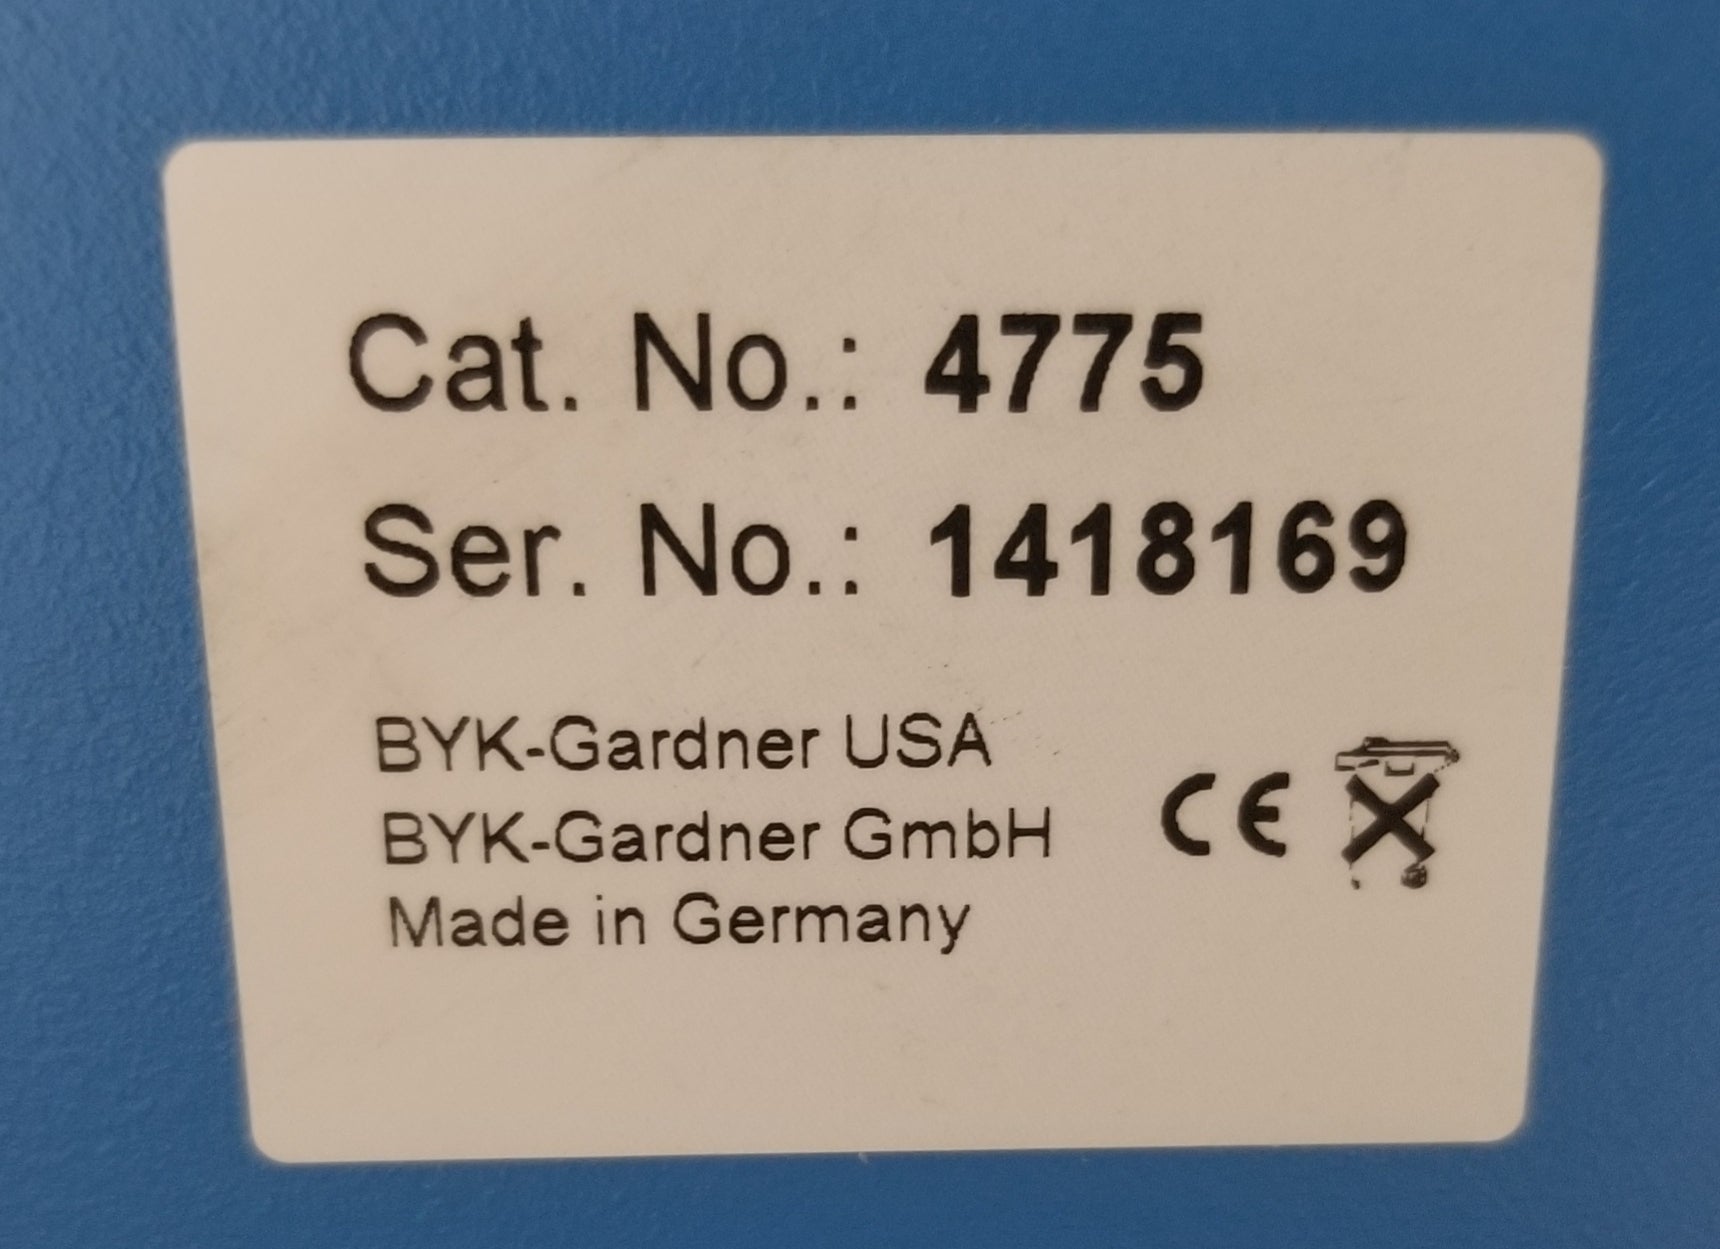 Cat. No.: 4775
Ser. No.: 1418169
BYK-Gardner USA
BYK-Gardner GmbH
Made in Germany
CE